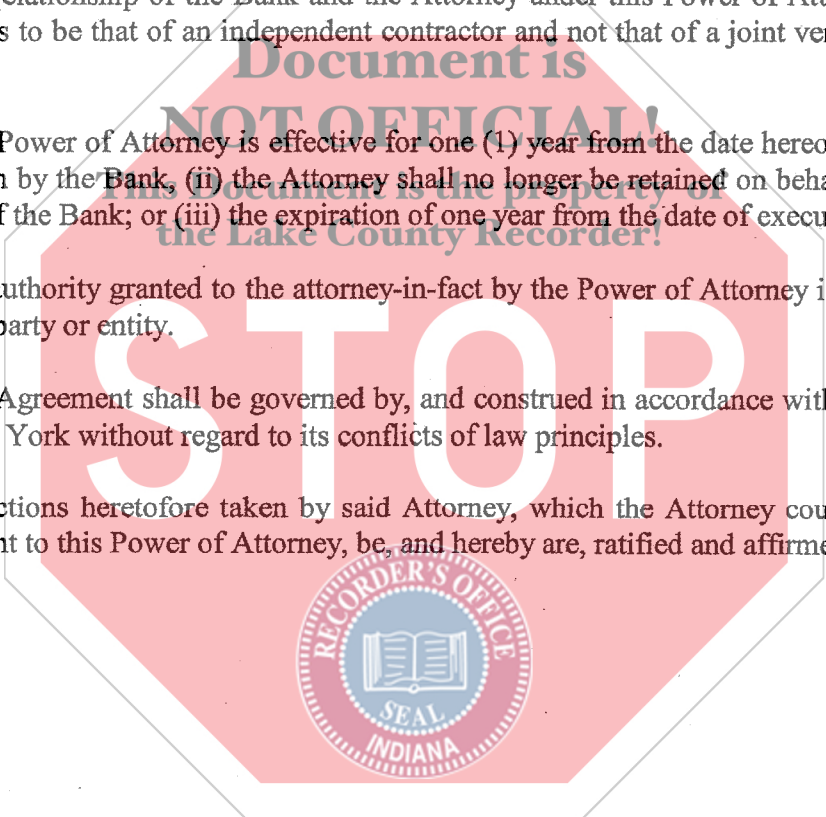 elationship of the Bank and the Attorney under this Power of Att
s to be that of an independent contractor and not that of a joint ve
Document is
NOT OFFICIAL!
Power of Attorney is effective for one (1) year from the date hereo
n by the Bank, (ii) the Attorney shall no longer be retained on beha
This Document is the property of
f the Bank; or (iii) the expiration of one year from the date of execu
the Lake County Recorder!
uthority granted to the attorney-in-fact by the Power of Attorney i
party or entity.
STOP
Agreement shall be governed by, and construed in accordance with
York without regard to its conflicts of law principles.
ctions heretofore taken by said Attorney, which the Attorney cou
nt to this Power of Attorney, be, and hereby are, ratified and affirme
RECORDER'S OFFICE
SEAL
INDIANA